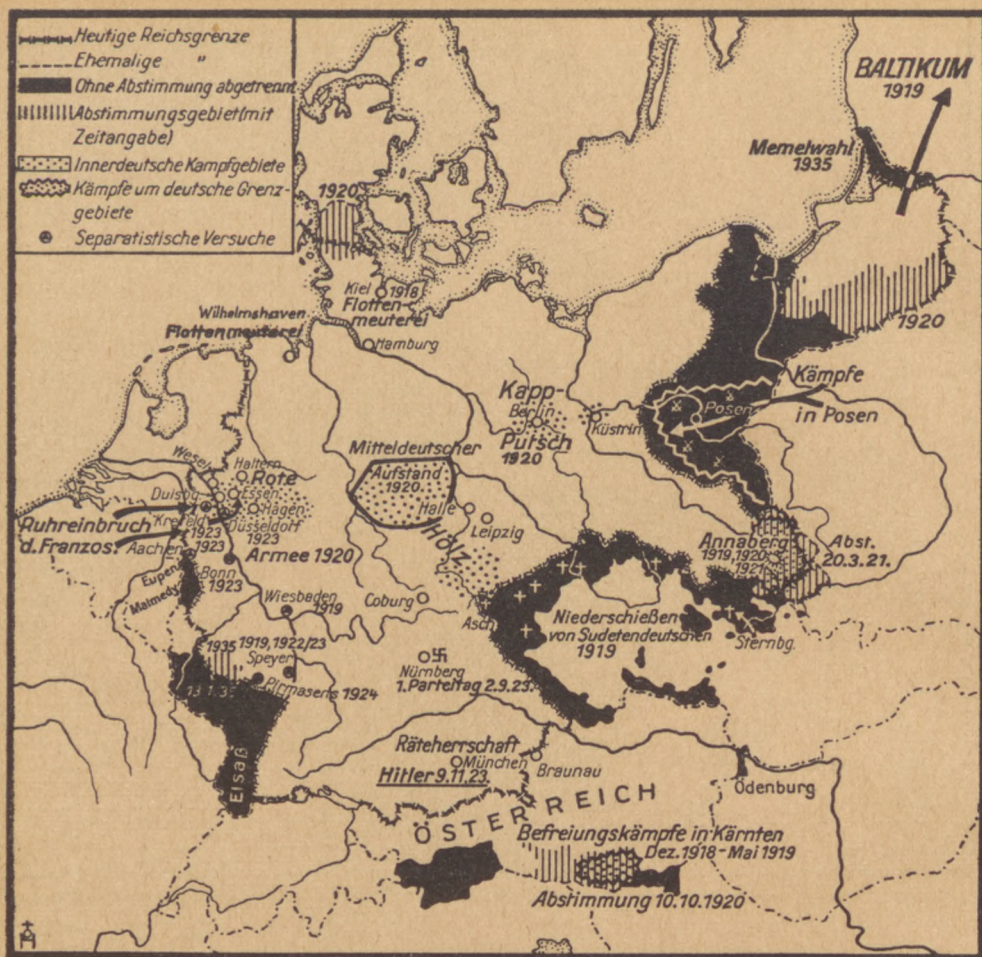 Heutige Reichsgrenze
Ehemalige "
Ohne Abstimmung abgetrennt
Abstimmungsgebiet (mit
Zeitangabe)
Innerdeutsche Kampfgebiete
Kämpfe um deutsche Grenz-
gebiete
Separatistische Versuche
BALTIKUM
1919
Memelwahl
1935
1920
Kiel 1918
Flotten-
meuterei
Wilhelmshaven
Flottenmeuterei
Hamburg
1920
Kämpfe
in Posen
Posen
Kapp-
Berlin
Putsch
1920
Küstrin
Mitteldeutscher
Aufstand
1920
Halle
Leipzig
HÖLZ
Wesel
Haltern
Rote
Duisbg.
Essen
Hagen
Krefeld
Düsseldorf
1923
1923
1923
Ruhreinbruch
d. Franzos.
Aachen
Armee 1920
Eupen
Malmedy
Bonn
1923
Wiesbaden
1919
Coburg
Asch
Annaberg
1919,1920
1921
Abst.
20.3.21.
Niederschießen
von Sudetendeutschen
1919
Sternbg.
1935 1919, 1922/23
Speyer
Pirmasens 1924
Nürnberg
1. Parteitag 2.9.23.
Räteherrschaft
München
Hitler 9.11.23.
Braunau
Elsaß
Ödenburg
ÖSTERREICH
Befreiungskämpfe in Kärnten
Dez. 1918 - Mai 1919
Abstimmung 10.10.1920